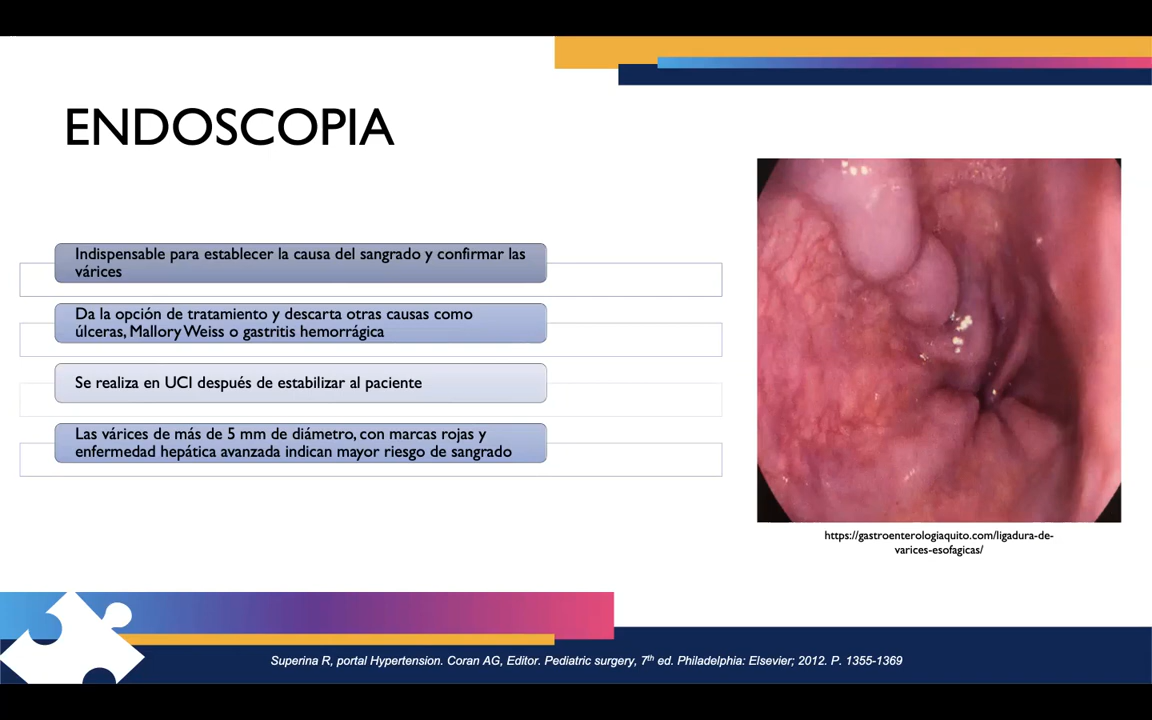 ENDOSCOPIA
Indispensable para establecer la causa del sangrado y confirmar las
várices
Da la opción de tratamiento y descarta otras causas como
úlceras, Mallory Weiss o gastritis hemorrágica
Se realiza en UCI después de estabilizar al paciente
Las várices de más de 5 mm de diámetro, con marcas rojas y
enfermedad hepática avanzada indican mayor riesgo de sangrado
https://gastroenterologiaquito.com/ligadura-de-
varices-esofagicas/
Superina R, portal Hypertension. Coran AG, Editor. Pediatric surgery, 7th ed. Philadelphia: Elsevier; 2012. P. 1355-1369